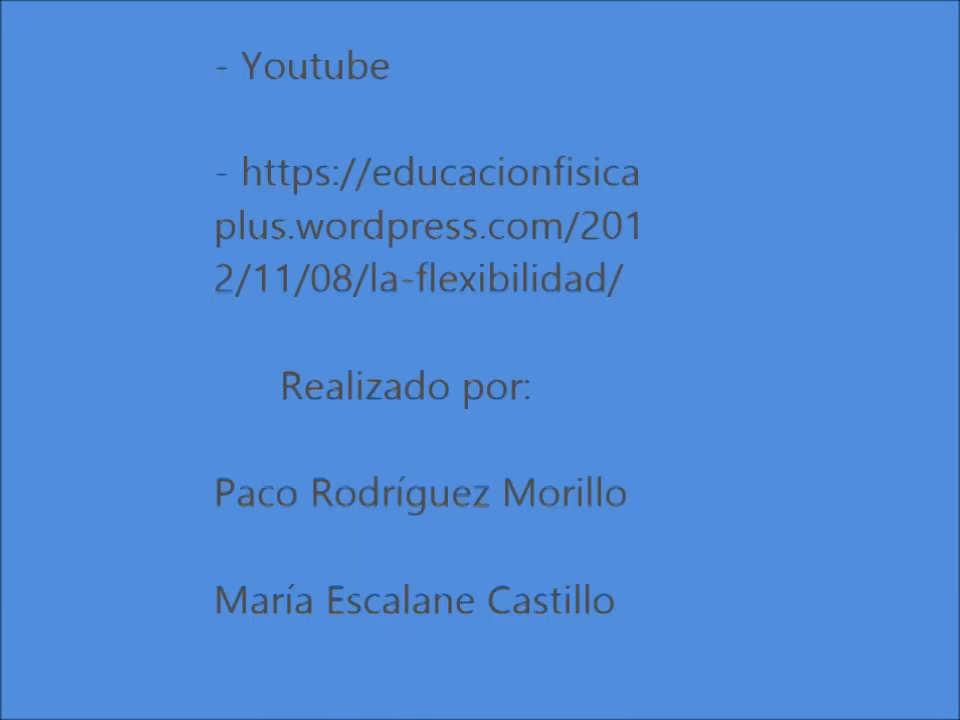 - Youtube
- https://educacionfisica
plus.wordpress.com/201
2/11/08/la-flexibilidad/
Realizado por:
Paco Rodríguez Morillo
María Escalane Castillo